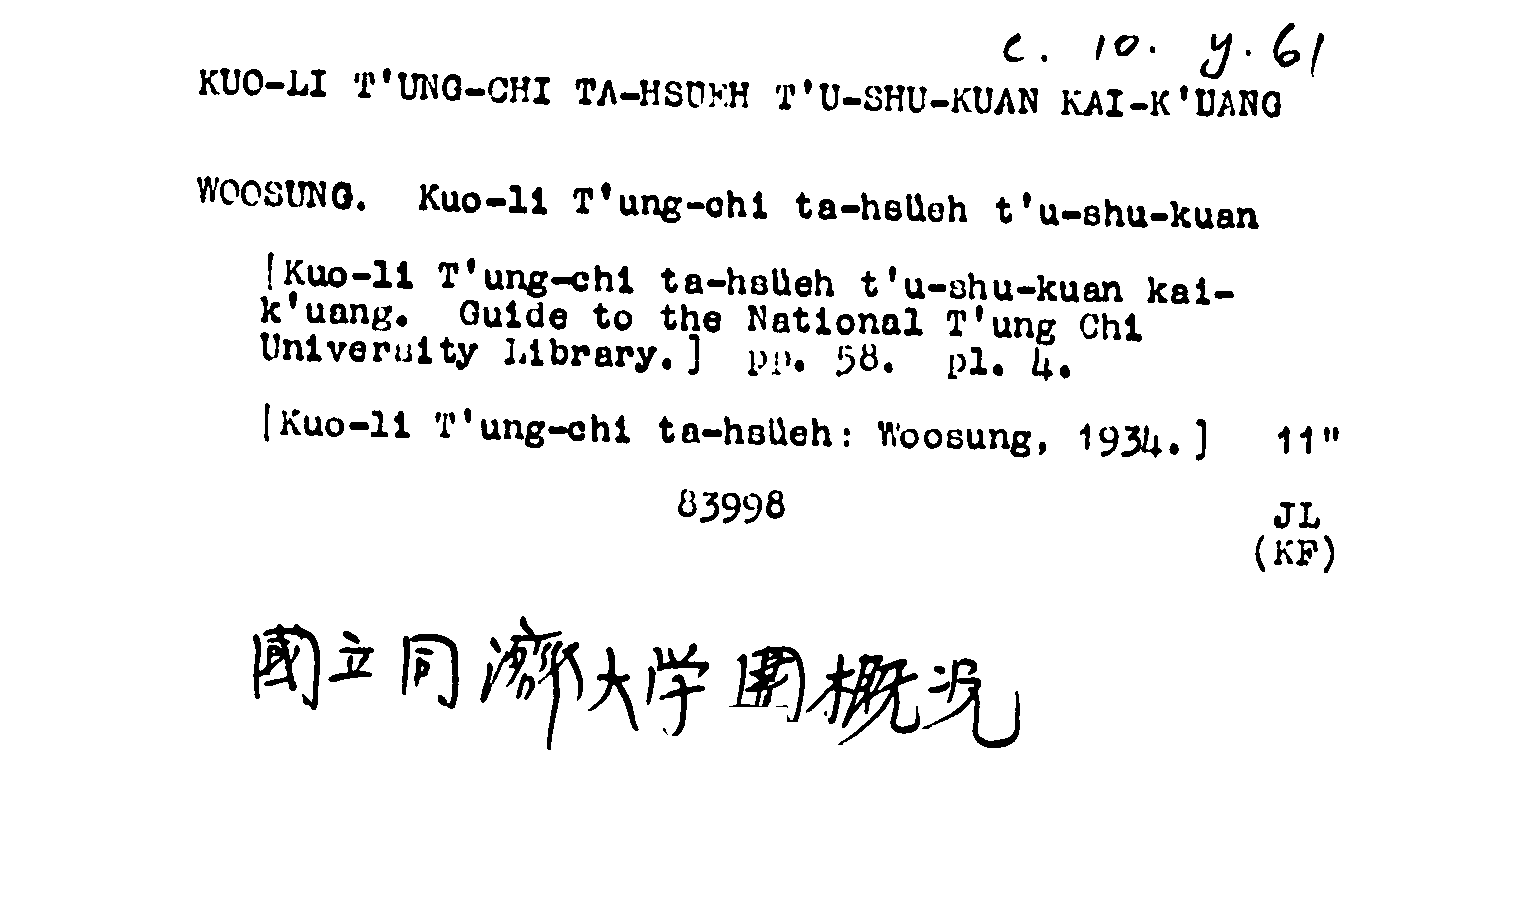 c. 10. y. 61
KUO-LI T'UNG-CHI TA-HSUEH T'U-SHU-KUAN KAI-K'UANG
WOOSUNG. Kuo-li T'ung-chi ta-hsüeh t'u-shu-kuan
[Kuo-li T'ung-chi ta-hsüeh t'u-shu-kuan kai-
k'uang. Guide to the National T'ung Chi
University Library.] pp. 58. pl. 4.
[Kuo-li T'ung-chi ta-hsüeh: Woosung, 1934.] 11"
83998
JL
(KF)
國立同濟大学圕概況